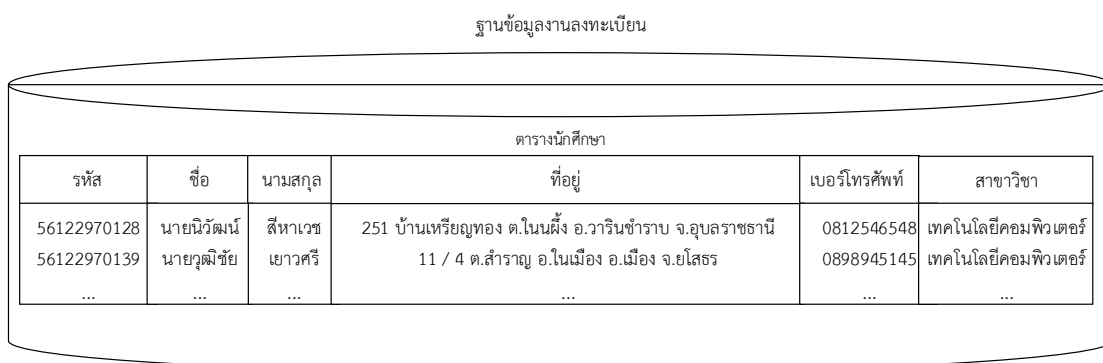 ฐานข้อมูลงานลงทะเบียน
ตารางนักศึกษา
รหัส ชื่อ นามสกุล ที่อยู่ เบอร์โทรศัพท์ สาขาวิชา
56122970128 นายนิวัฒน์ สีหาเวช 251 บ้านเหรียญทอง ต.ในนผึ้ง อ.วารินชำราบ จ.อุบลราชธานี 0812546548 เทคโนโลยีคอมพิวเตอร์
56122970139 นายวุฒิชัย เยาวศรี 11 / 4 ต.สำราญ อ.ในเมือง อ.เมือง จ.ยโสธร 0898945145 เทคโนโลยีคอมพิวเตอร์
... ... ... ... ... ...